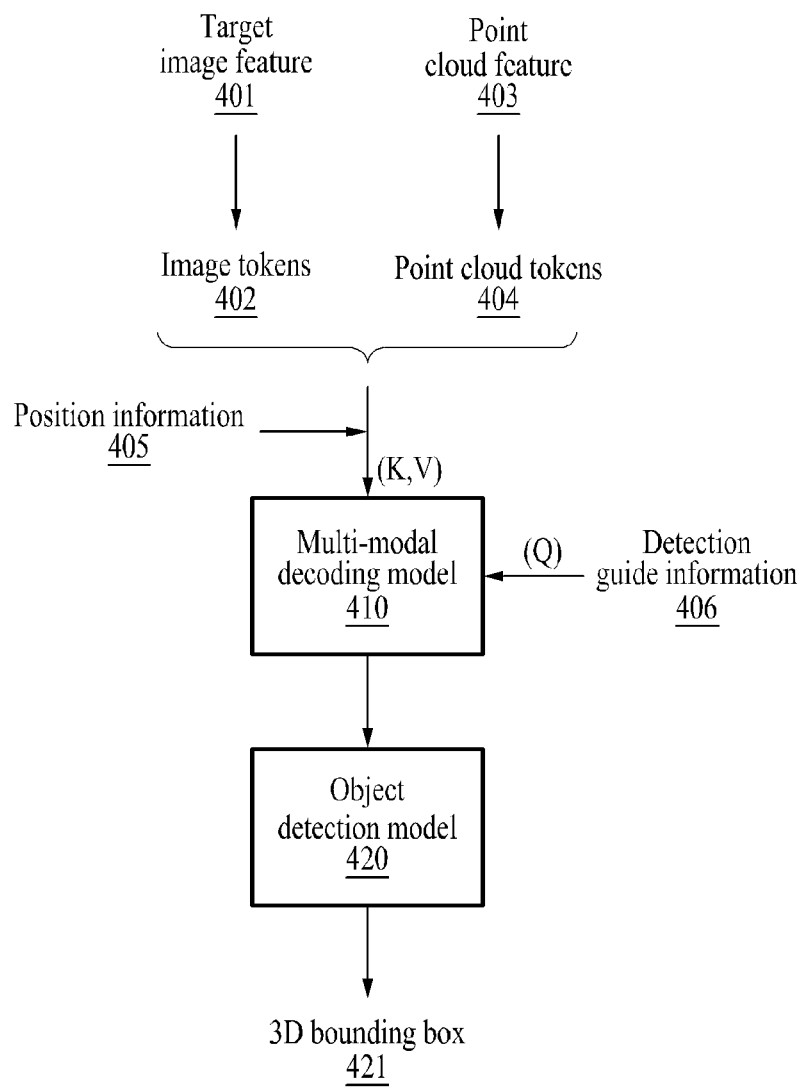 Target
image feature
401
Point
cloud feature
403
Image tokens
402
Point cloud tokens
404
Position information
405
(K,V)
Multi-modal
decoding model
410
(Q)
Detection
guide information
406
Object
detection model
420
3D bounding box
421